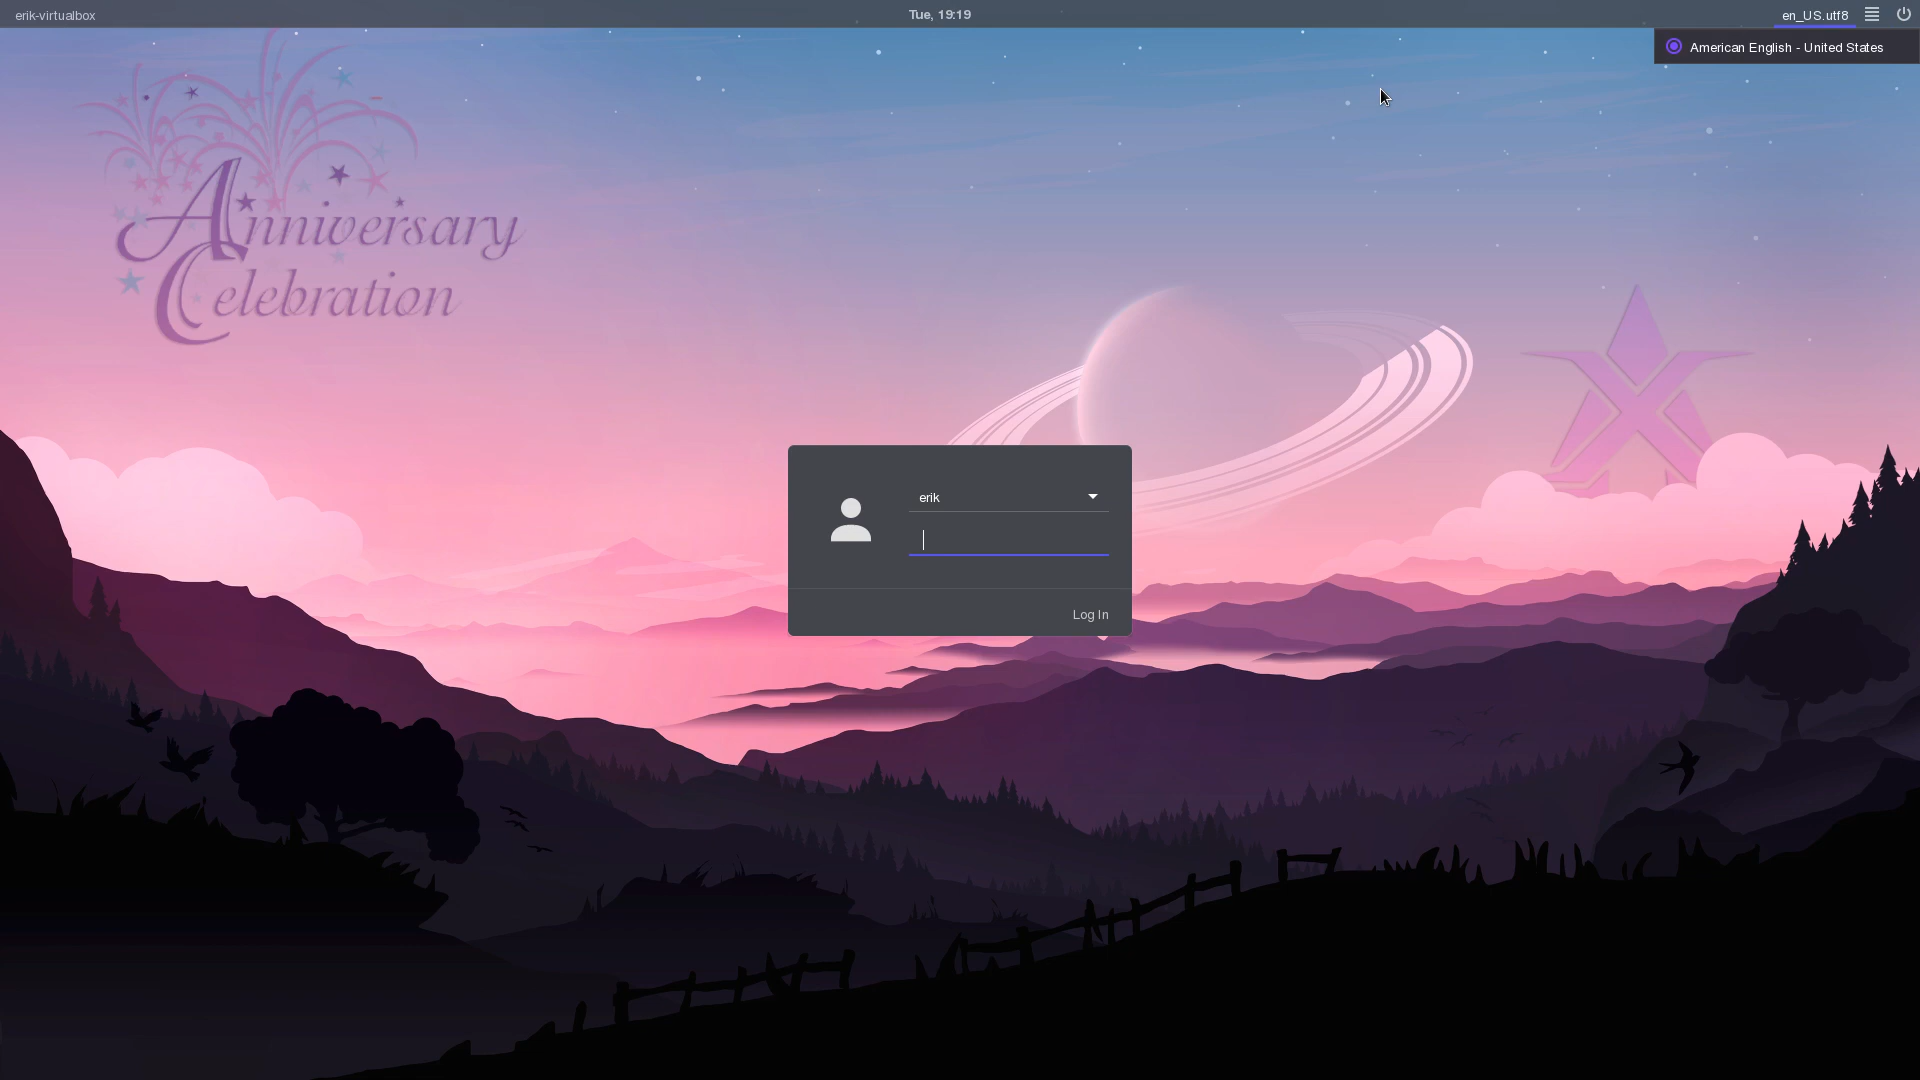 erik-virtualbox
Tue, 19:19
en_US.utf8
American English - United States
Anniversary
Celebration
erik
Log In